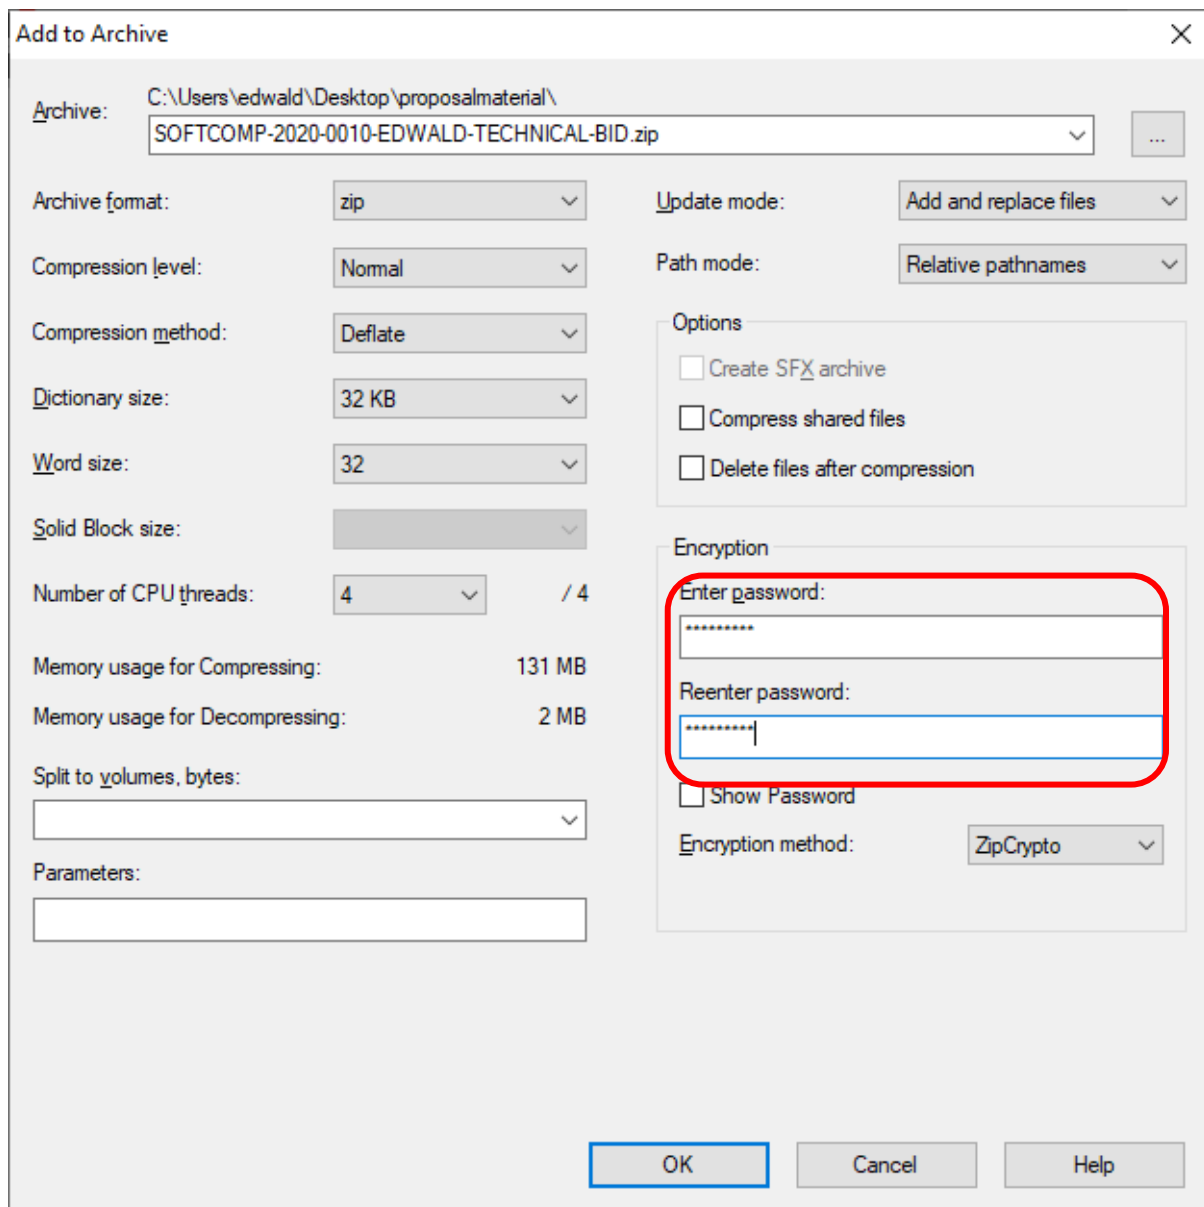 Add to Archive
C:\Users\edwald\Desktop\proposalmaterial\
Archive:
SOFTCOMP-2020-0010-EDWALD-TECHNICAL-BID.zip
...
Archive format:
zip
Compression level:
Normal
Compression method:
Deflate
Dictionary size:
32 KB
Word size:
32
Solid Block size:
Number of CPU threads:
4
/ 4
Memory usage for Compressing:
131 MB
Memory usage for Decompressing:
2 MB
Split to volumes, bytes:
Parameters:
Update mode:
Add and replace files
Path mode:
Relative pathnames
Options
Create SFX archive
Compress shared files
Delete files after compression
Encryption
Enter password:
*********
Reenter password:
*********
Show Password
Encryption method:
ZipCrypto
OK
Cancel
Help